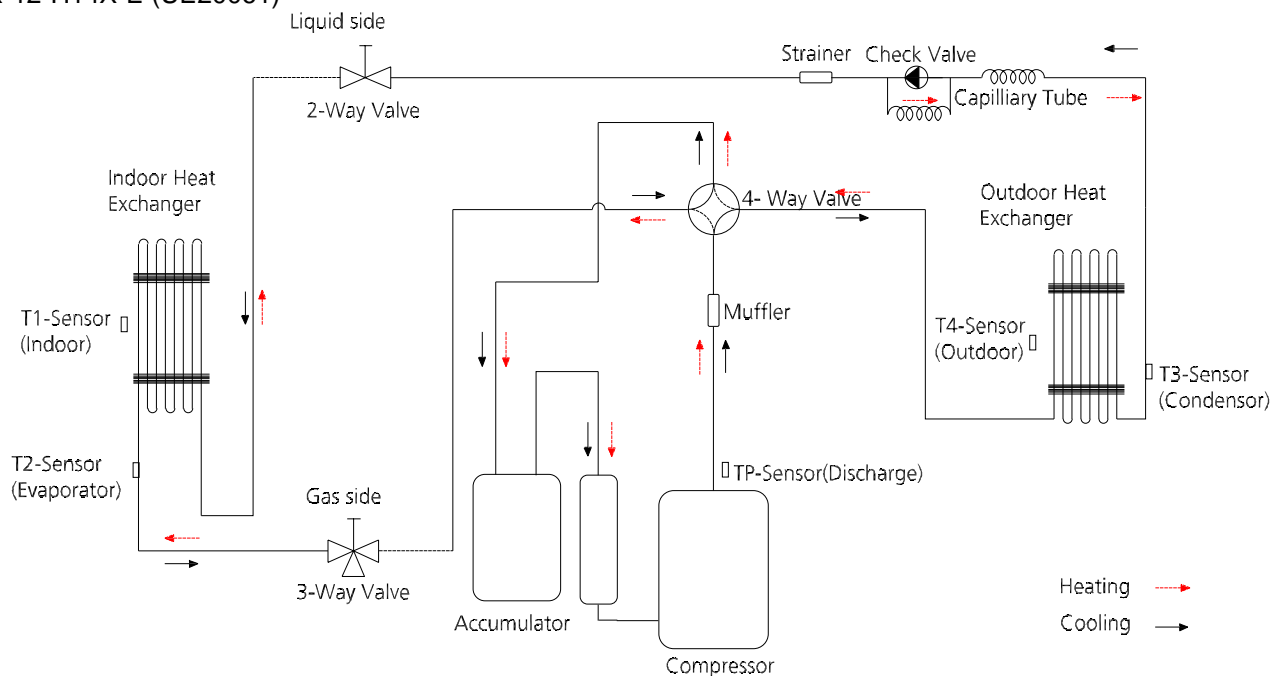 Liquid side
Strainer
Check Valve
2-Way Valve
Capilliary Tube
Indoor Heat
Exchanger
4- Way Valve
Outdoor Heat
Exchanger
T1-Sensor
(Indoor)
Muffler
T4-Sensor
(Outdoor)
T3-Sensor
(Condensor)
T2-Sensor
(Evaporator)
TP-Sensor(Discharge)
Gas side
3-Way Valve
Accumulator
Compressor
Heating
Cooling